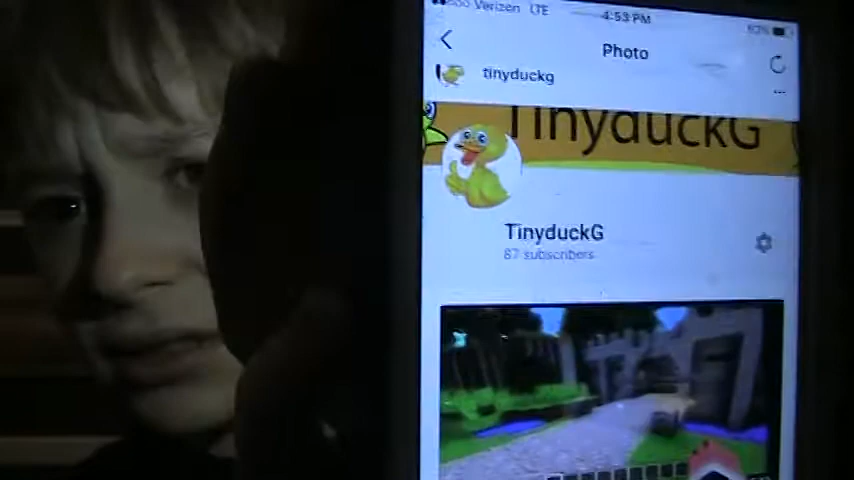 Verizon LTE
4:53 PM
Photo
tinyduckg
TinyduckG
TinyduckG
87 subscribers